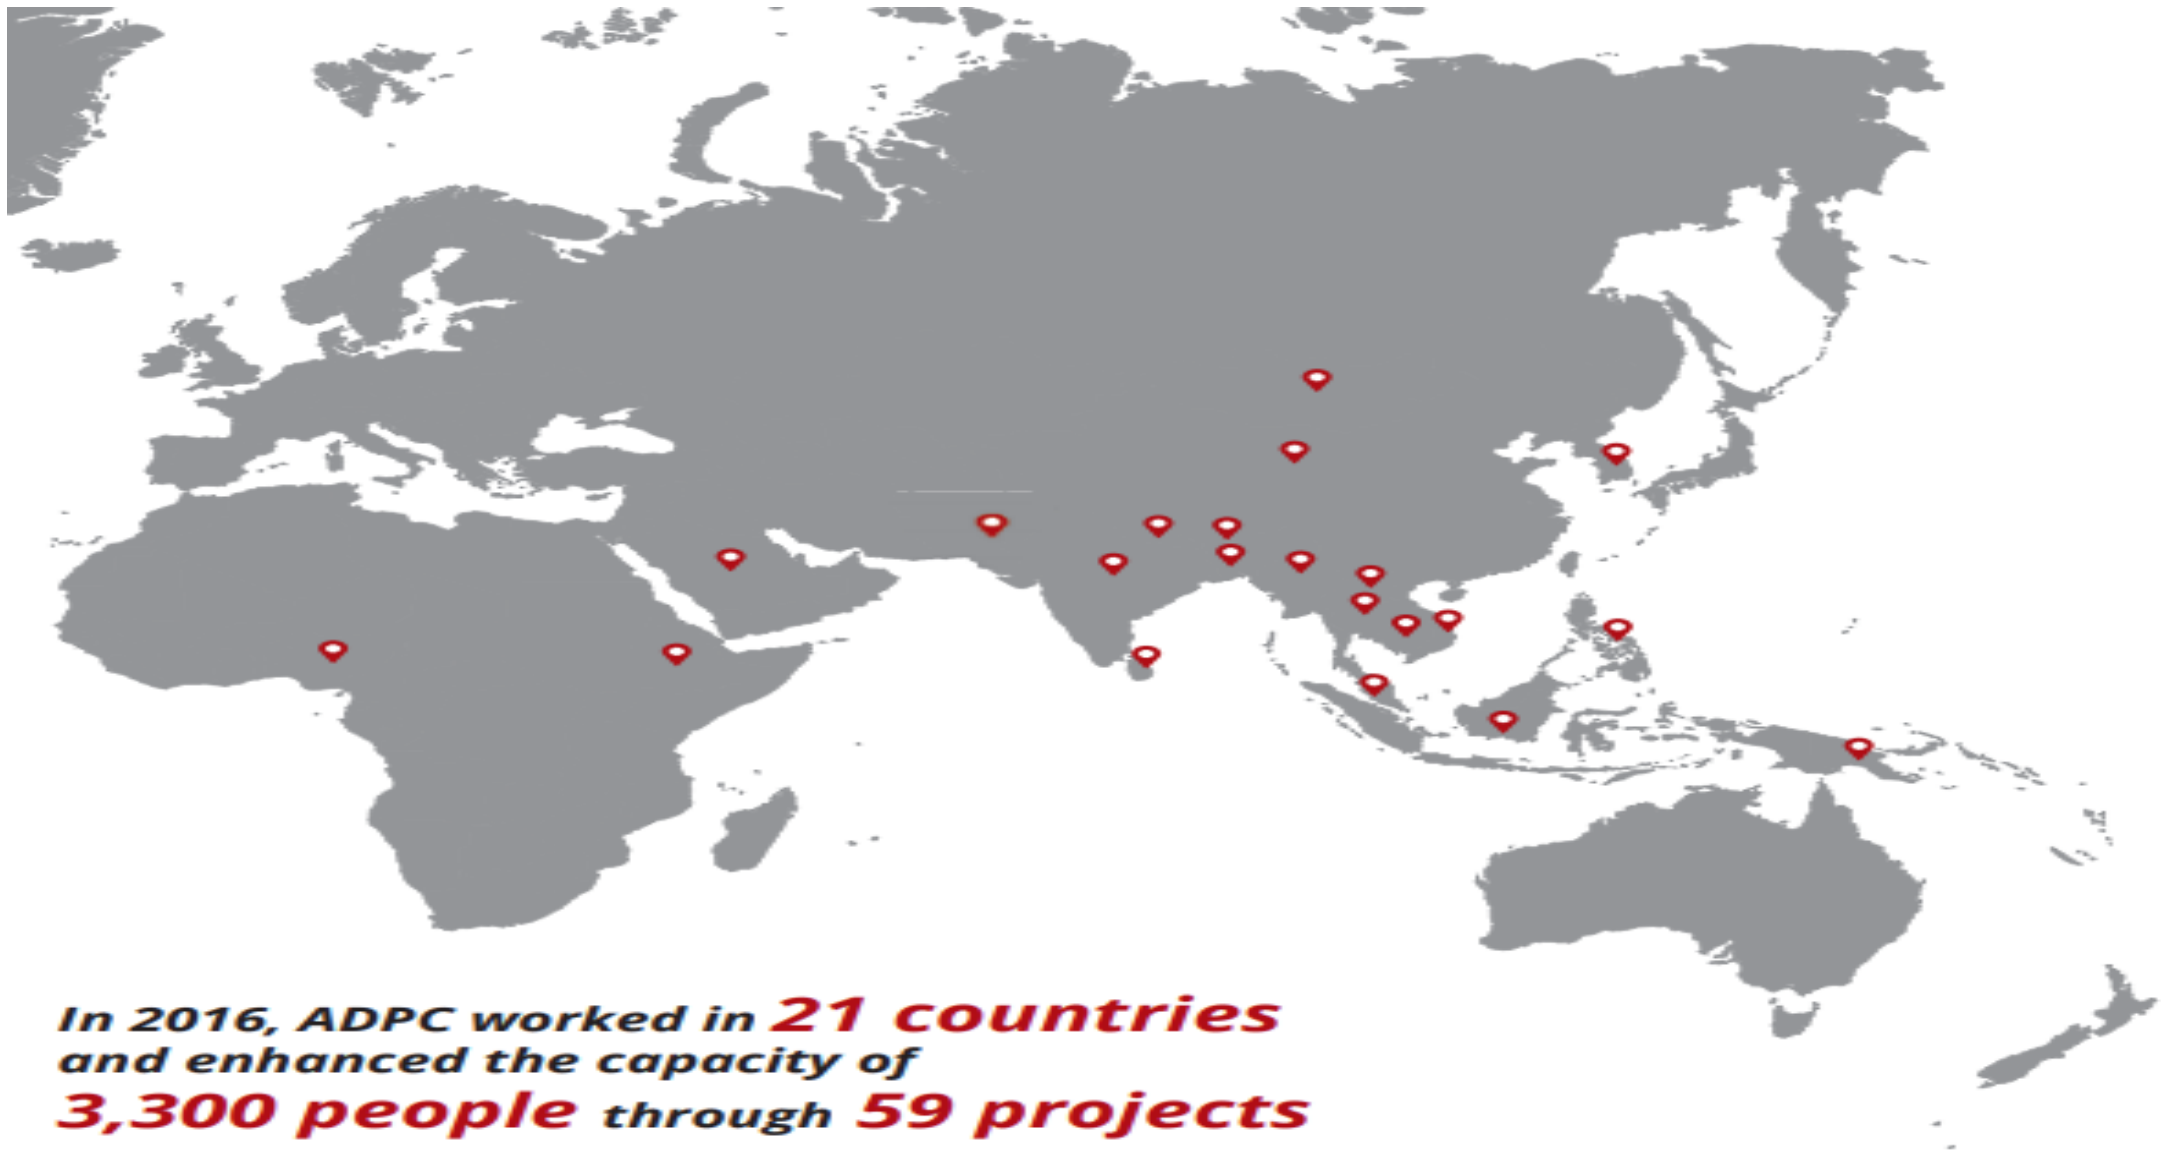 In 2016, ADPC worked in 21 countries
and enhanced the capacity of
3,300 people through 59 projects